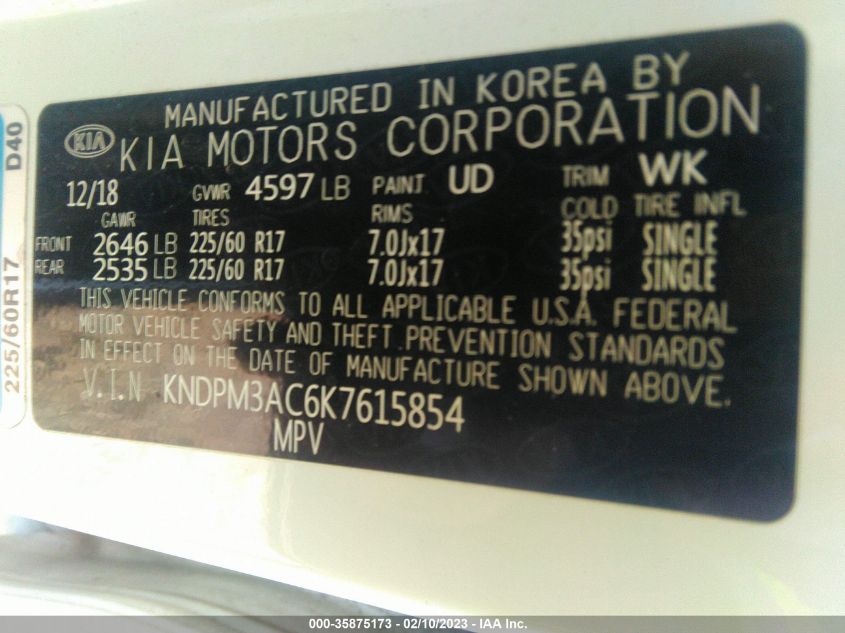 MANUFACTURED IN KOREA BY
KIA KIA MOTORS CORPORATION
12/18 GVWR 4597 LB PAINT UD TRIM WK
GAWR TIRES RIMS COLD TIRE INFL
FRONT 2646 LB 225/60 R17 7.0Jx17 35psi SINGLE
REAR 2535 LB 225/60 R17 7.0Jx17 35psi SINGLE
THIS VEHICLE CONFORMS TO ALL APPLICABLE U.S.A. FEDERAL
MOTOR VEHICLE SAFETY AND THEFT PREVENTION STANDARDS
IN EFFECT ON THE DATE OF MANUFACTURE SHOWN ABOVE.
V.I.N KNDPM3AC6K7615854
MPV
225/60R17 D40
000-35875173 - 02/10/2023 - IAA Inc.